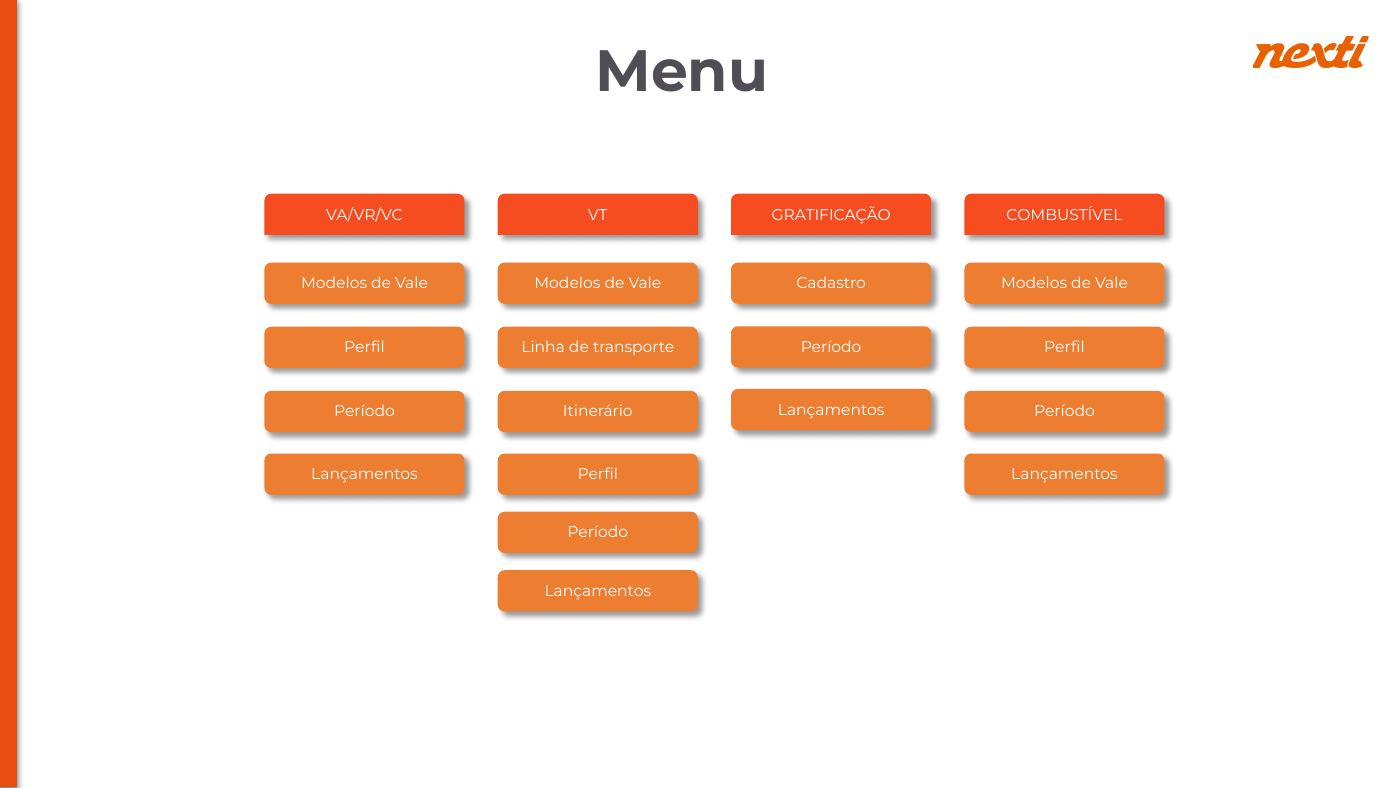 Menu
nexti
VA/VR/VC
Modelos de Vale
Perfil
Período
Lançamentos
VT
Modelos de Vale
Linha de transporte
Itinerário
Perfil
Período
Lançamentos
GRATIFICAÇÃO
Cadastro
Período
Lançamentos
COMBUSTÍVEL
Modelos de Vale
Perfil
Período
Lançamentos